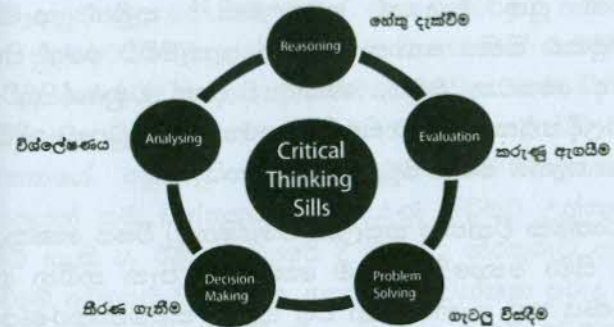 හේතු දැක්වීම
Reasoning
Evaluation
කරුණු ඇගයීම
Problem
Solving
ගැටලු විසඳීම
Decision
Making
තීරණ ගැනීම
Analysing
විශ්ලේෂණය
Critical
Thinking
Sills